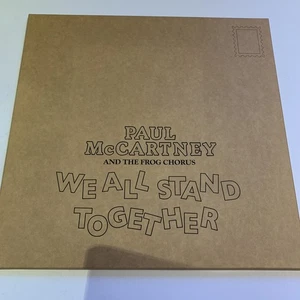 PAUL
McCARTNEY
AND THE FROG CHORUS
WE ALL STAND
TOGETHER